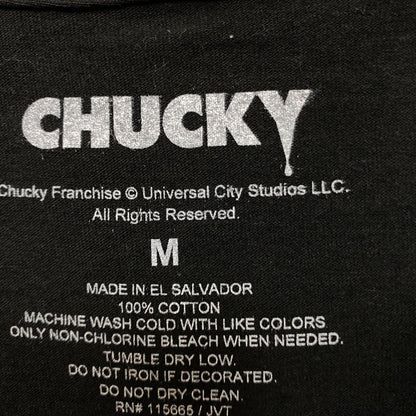 CHUCKY
Chucky Franchise © Universal City Studios LLC.
All Rights Reserved.
M
MADE IN EL SALVADOR
100% COTTON
MACHINE WASH COLD WITH LIKE COLORS
ONLY NON-CHLORINE BLEACH WHEN NEEDED.
TUMBLE DRY LOW.
DO NOT IRON IF DECORATED.
DO NOT DRY CLEAN.
RN# 115665 / JVT